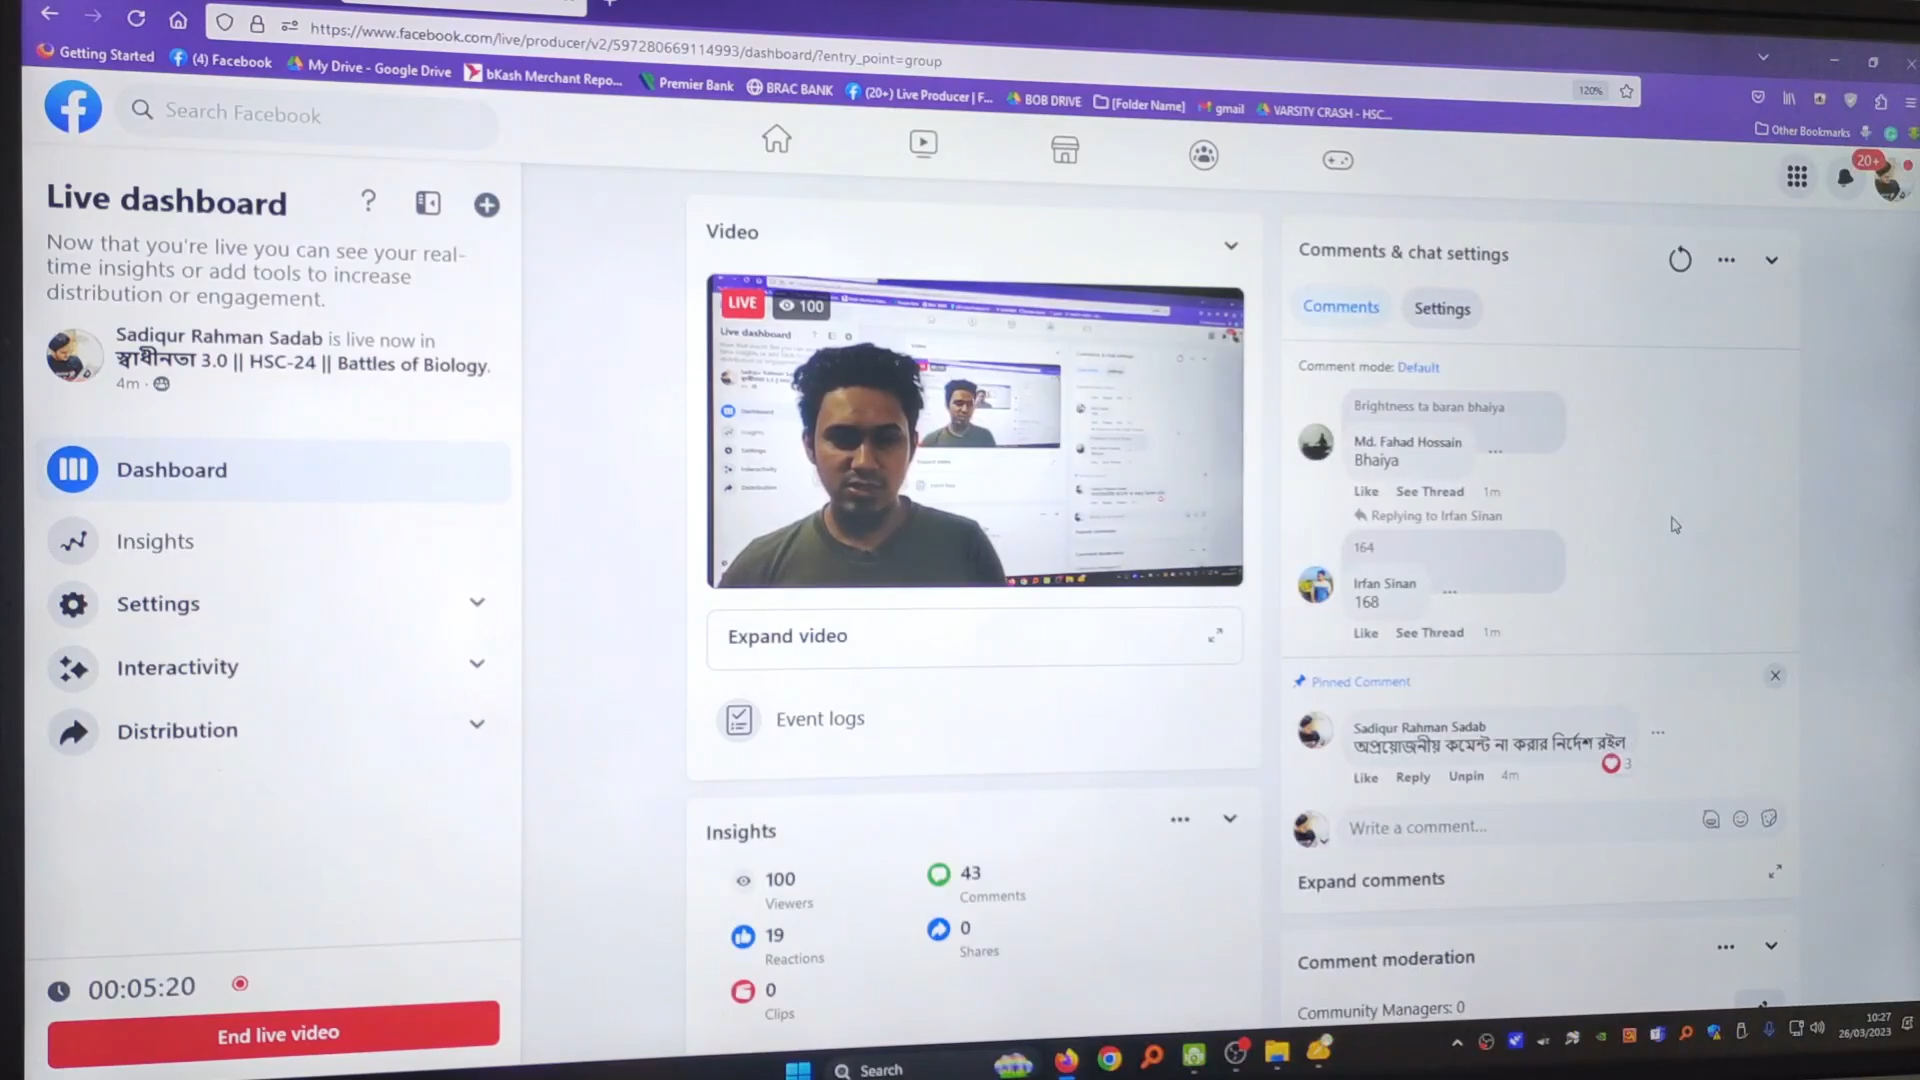 https://www.facebook.com/live/producer/v2/597280669114993/dashboard/?entry_point=group
120%
Getting Started
(4) Facebook
My Drive - Google Drive
bKash Merchant Repo...
Premier Bank
BRAC BANK
(20+) Live Producer | F...
BOB DRIVE
[Folder Name]
gmail
VARSITY CRASH - HSC...
Other Bookmarks
Search Facebook
20+
Live dashboard
?
Now that you're live you can see your real-
time insights or add tools to increase
distribution or engagement.
Sadiqur Rahman Sadab is live now in
স্বাধীনতা 3.0 || HSC-24 || Battles of Biology.
4m ·
Dashboard
Insights
Settings
Interactivity
Distribution
00:05:20
End live video
Video
LIVE
100
Live dashboard
Expand video
Event logs
Insights
100
Viewers
43
Comments
19
Reactions
0
Shares
0
Clips
Comments & chat settings
Comments
Settings
Comment mode: Default
Brightness ta baran bhaiya
Md. Fahad Hossain
Bhaiya
Like See Thread 1m
Replying to Irfan Sinan
164
Irfan Sinan
168
Like See Thread 1m
Pinned Comment
Sadiqur Rahman Sadab
অপ্রয়োজনীয় কমেন্ট না করার নির্দেশ রইল
3
Like Reply Unpin 4m
Write a comment...
Expand comments
Comment moderation
Community Managers: 0
Search
10:27
26/03/2023